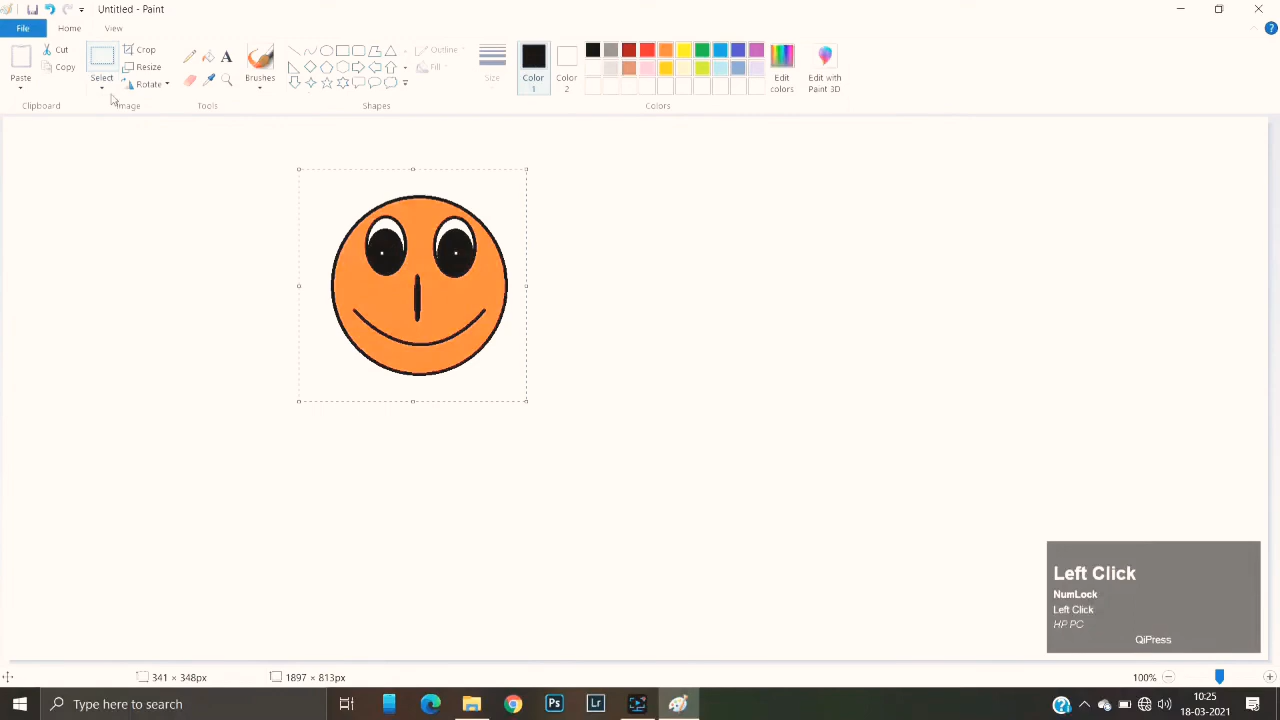 Untitled - Paint
File
Home
View
Paste
Cut
Copy
Clipboard
Select
Crop
Resize
Rotate
Image
Tools
A
Brushes
Shapes
Outline
Fill
Size
Color 1
Color 2
Edit colors
Edit with Paint 3D
Colors
Left Click
NumLock
Left Click
HP PC
QiPress
341 × 348px
1897 × 813px
100%
Type here to search
Ps
Lr
10:25
18-03-2021